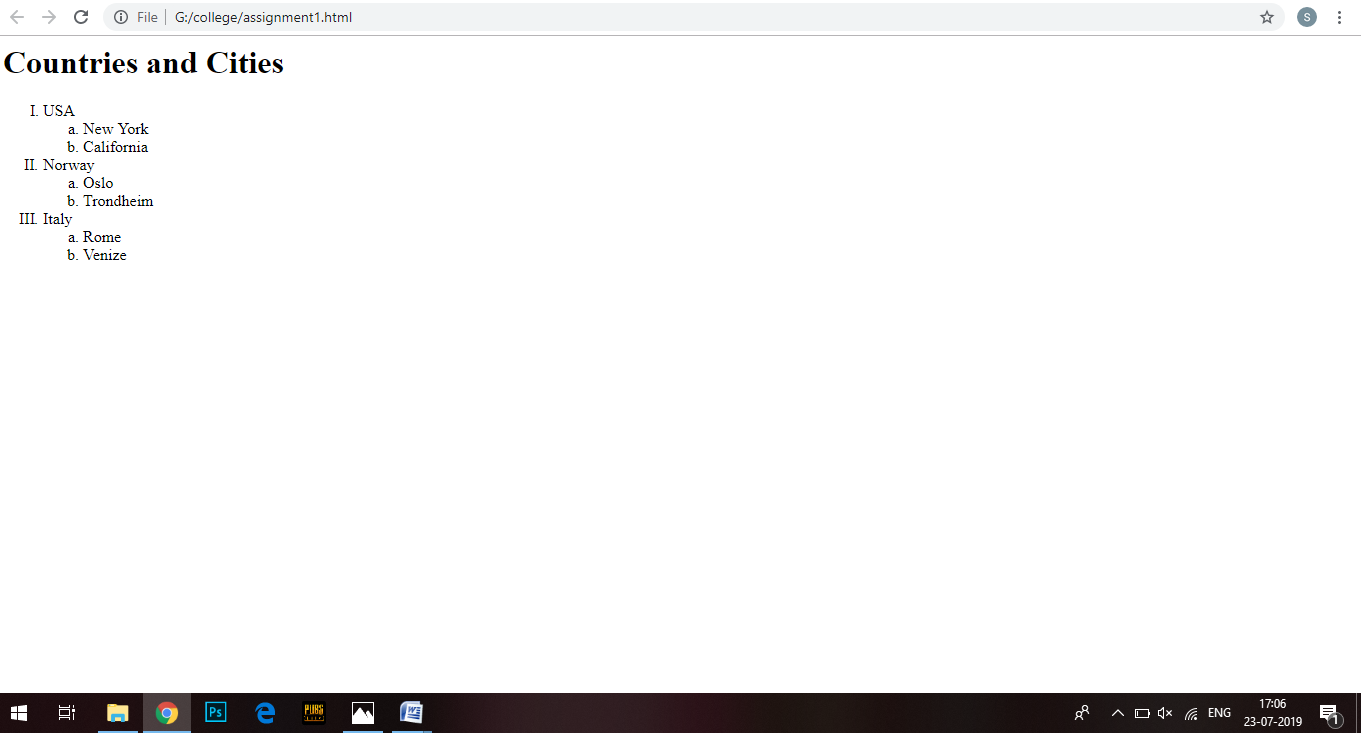 File G:/college/assignment1.html
S
Countries and Cities
I. USA
a. New York
b. California
II. Norway
a. Oslo
b. Trondheim
III. Italy
a. Rome
b. Venize
Ps
PUBG
LITE
W
ENG
17:06
23-07-2019
1